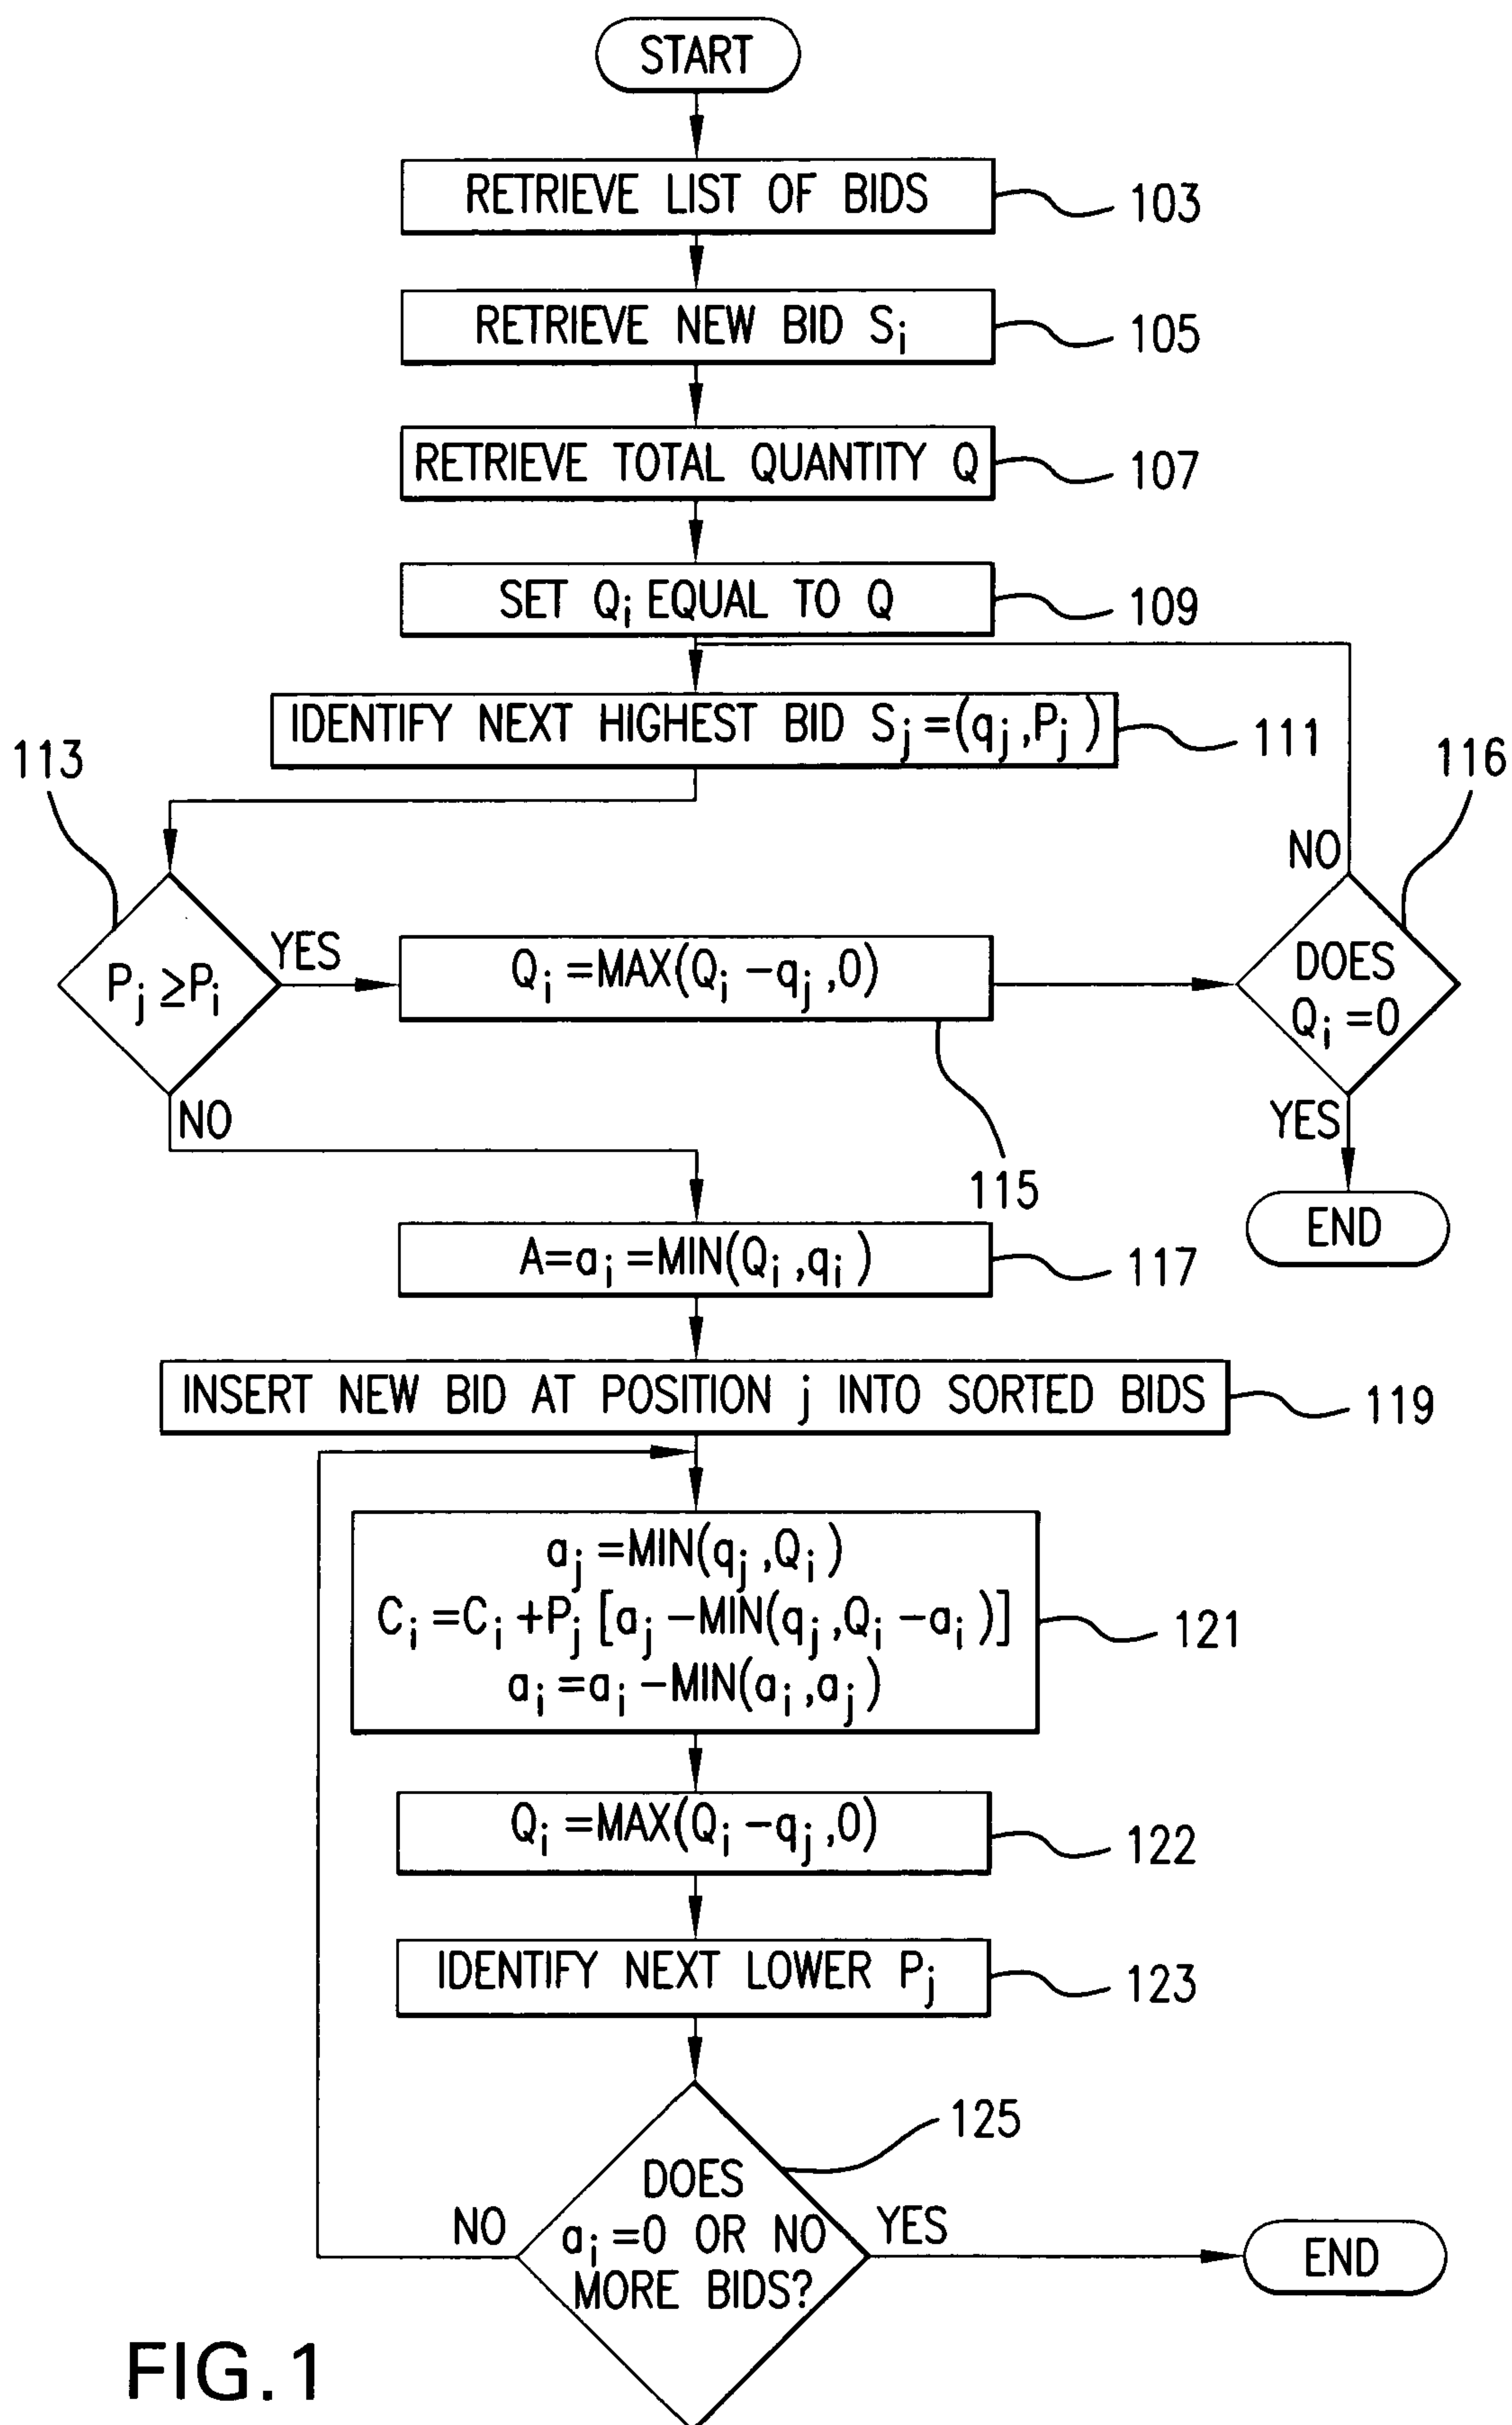 START
RETRIEVE LIST OF BIDS
103
RETRIEVE NEW BID Si
105
RETRIEVE TOTAL QUANTITY Q
107
SET Qi EQUAL TO Q
109
IDENTIFY NEXT HIGHEST BID Sj=(qj,Pj)
111
113
116
Pj≥Pi
YES
NO
Qi=MAX(Qi-qj,0)
115
DOES
Qi=0
NO
YES
END
A=ai=MIN(Qi,qi)
117
INSERT NEW BID AT POSITION j INTO SORTED BIDS
119
aj=MIN(qj,Qi)
Ci=Ci+Pj[aj-MIN(qj,Qi-ai)]
ai=ai-MIN(ai,aj)
121
Qi=MAX(Qi-qj,0)
122
IDENTIFY NEXT LOWER Pj
123
125
DOES
ai=0 OR NO
MORE BIDS?
NO
YES
END
FIG.1